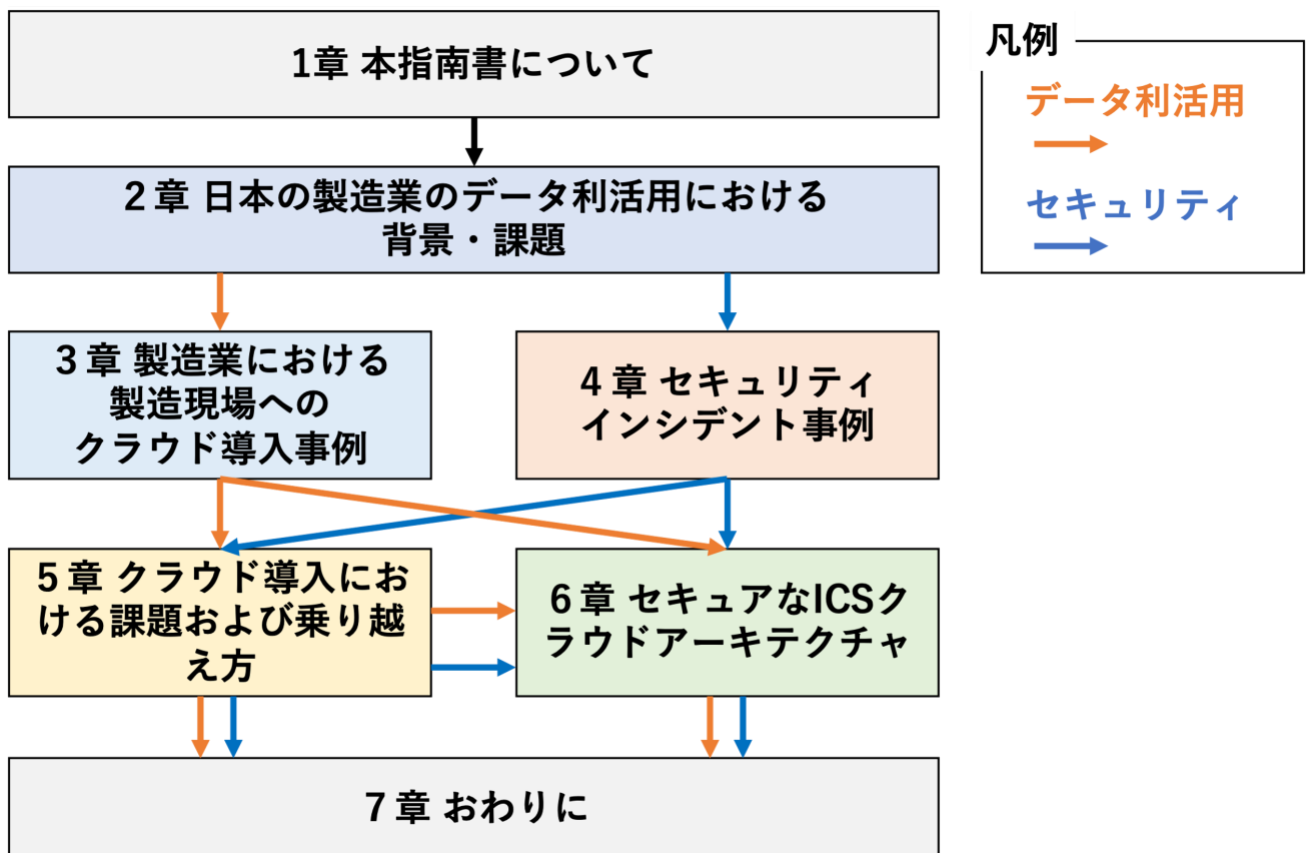 1章 本指南書について
凡例
データ利活用
セキュリティ
2章 日本の製造業のデータ利活用における
背景・課題
3章 製造業における
製造現場への
クラウド導入事例
4章 セキュリティ
インシデント事例
5章 クラウド導入にお
ける課題および乗り越
え方
6章 セキュアなICSク
ラウドアーキテクチャ
7章 おわりに